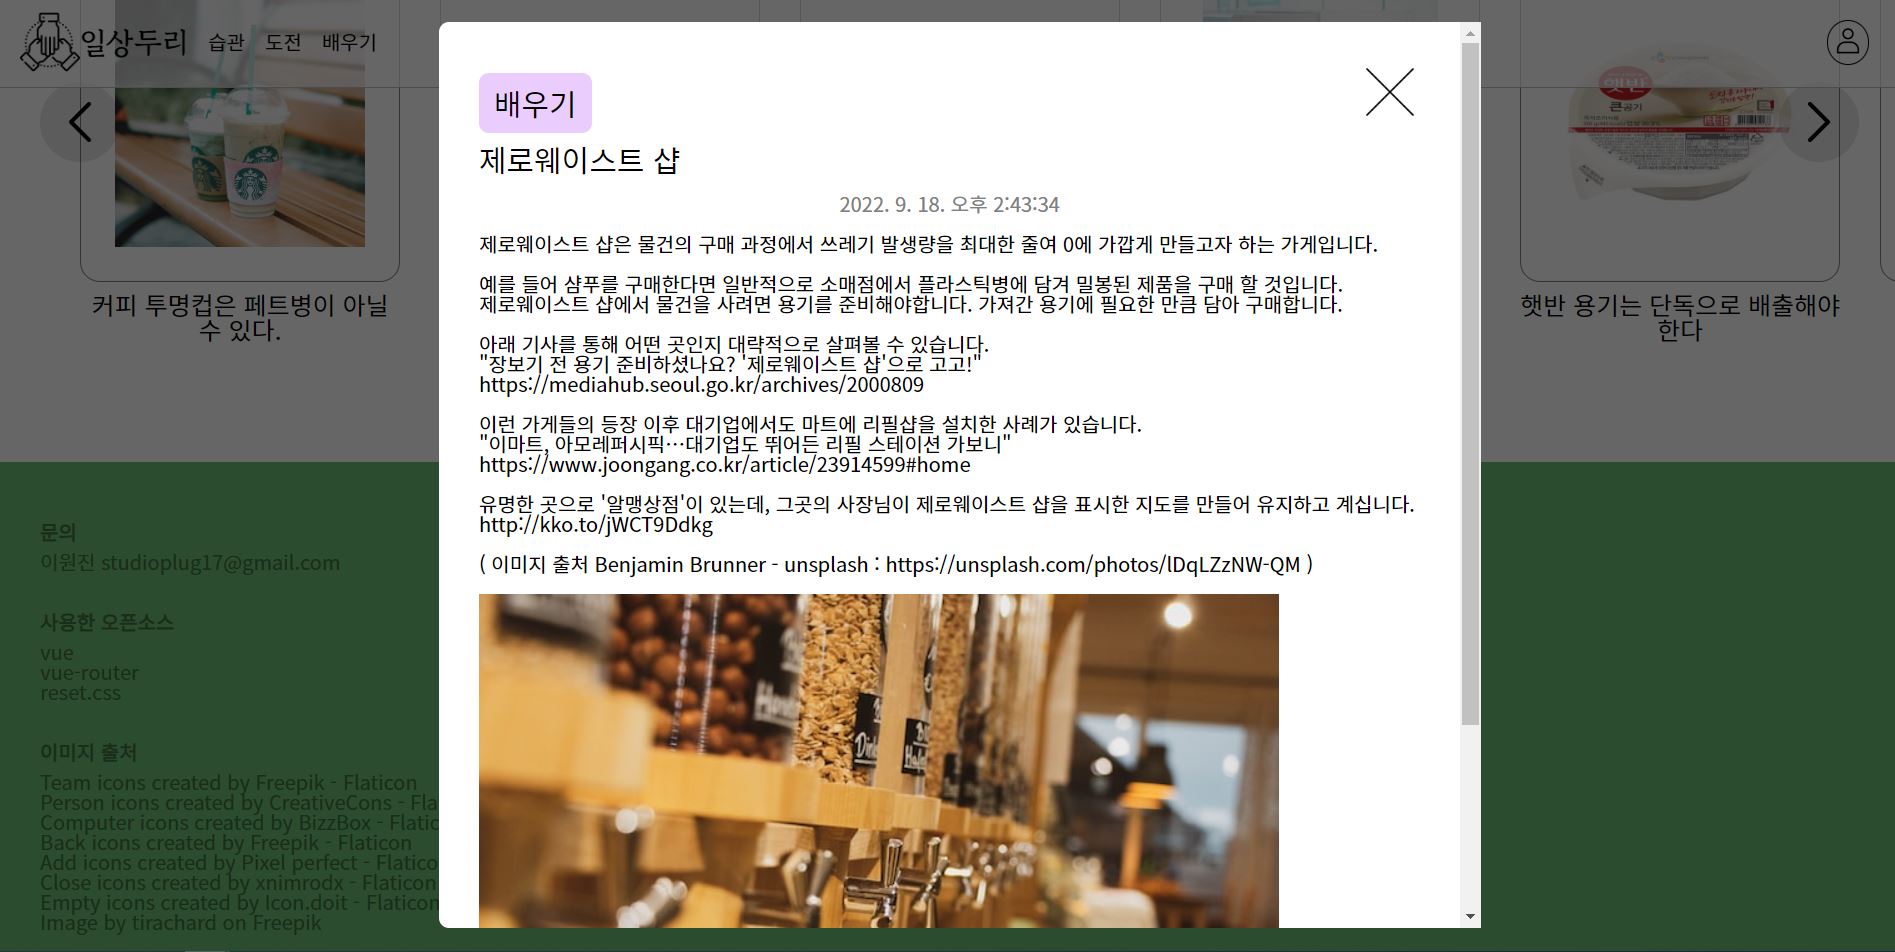 일상두리 습관 도전 배우기
커피 투명컵은 페트병이 아닐
수 있다.
배우기
제로웨이스트 샵
2022. 9. 18. 오후 2:43:34
제로웨이스트 샵은 물건의 구매 과정에서 쓰레기 발생량을 최대한 줄여 0에 가깝게 만들고자 하는 가게입니다.
예를 들어 샴푸를 구매한다면 일반적으로 소매점에서 플라스틱병에 담겨 밀봉된 제품을 구매 할 것입니다.
제로웨이스트 샵에서 물건을 사려면 용기를 준비해야합니다. 가져간 용기에 필요한 만큼 담아 구매합니다.
아래 기사를 통해 어떤 곳인지 대략적으로 살펴볼 수 있습니다.
"장보기 전 용기 준비하셨나요? '제로웨이스트 샵'으로 고고!"
https://mediahub.seoul.go.kr/archives/2000809
이런 가게들의 등장 이후 대기업에서도 마트에 리필샵을 설치한 사례가 있습니다.
"이마트, 아모레퍼시픽…대기업도 뛰어든 리필 스테이션 가보니"
https://www.joongang.co.kr/article/23914599#home
유명한 곳으로 '알맹상점'이 있는데, 그곳의 사장님이 제로웨이스트 샵을 표시한 지도를 만들어 유지하고 계십니다.
http://kko.to/jWCT9Ddkg
( 이미지 출처 Benjamin Brunner - unsplash : https://unsplash.com/photos/lDqLZzNW-QM )
햇반
큰공기
햇반 용기는 단독으로 배출해야
한다
문의
이원진 studioplug17@gmail.com
사용한 오픈소스
vue
vue-router
reset.css
이미지 출처
Team icons created by Freepik - Flaticon
Person icons created by CreativeCons - Fla
Computer icons created by BizzBox - Flatic
Back icons created by Freepik - Flaticon
Add icons created by Pixel perfect - Flatico
Close icons created by xnimrodx - Flaticon
Empty icons created by Icon.doit - Flaticon
Image by tirachard on Freepik